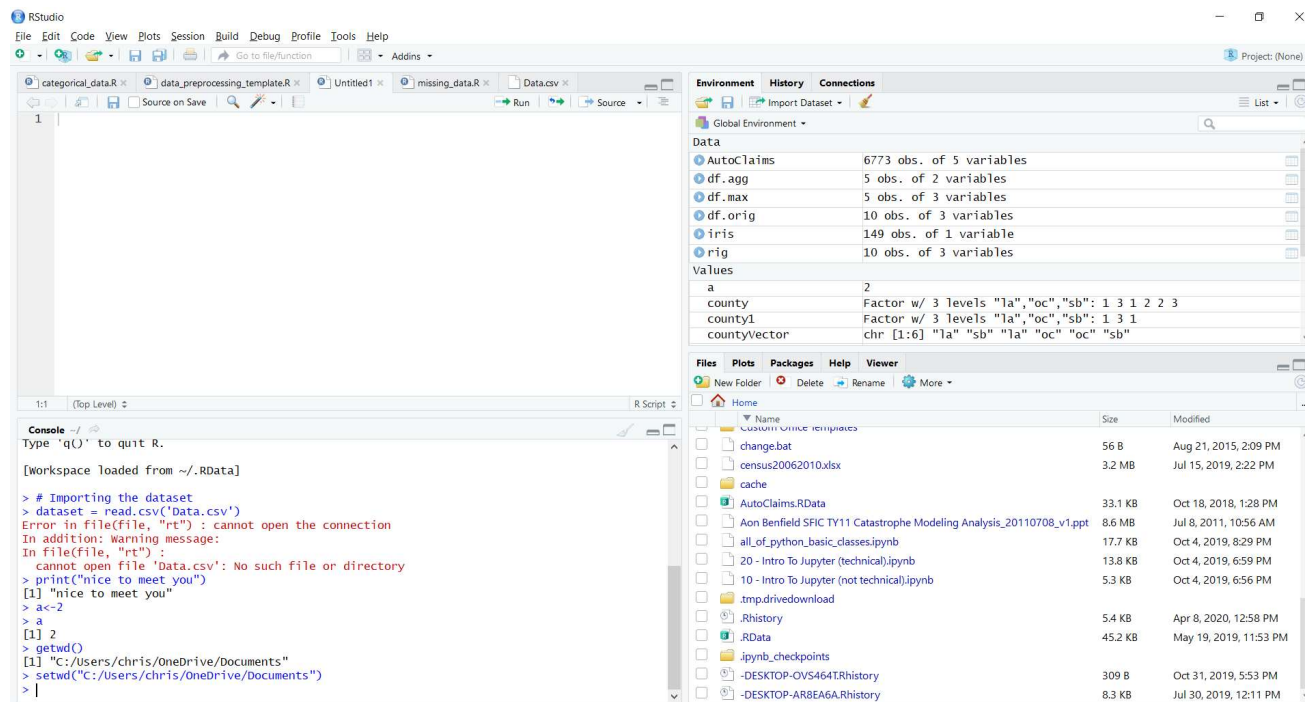 RStudio
File Edit Code View Plots Session Build Debug Profile Tools Help
Go to file/function Addins Project: (None)
categorical_data.R data_preprocessing_template.R Untitled1 missing_data.R Data.csv
Source on Save Run Source
1
1:1 (Top Level) R Script
Console ~/
Type 'q()' to quit R.
[Workspace loaded from ~/.RData]
> # Importing the dataset
> dataset = read.csv('Data.csv')
Error in file(file, "rt") : cannot open the connection
In addition: Warning message:
In file(file, "rt") :
cannot open file 'Data.csv': No such file or directory
> print("nice to meet you")
[1] "nice to meet you"
> a<-2
> a
[1] 2
> getwd()
[1] "C:/Users/chris/OneDrive/Documents"
> setwd("C:/Users/chris/OneDrive/Documents")
>
Environment History Connections
Import Dataset List
Global Environment
Data
AutoClaims 6773 obs. of 5 variables
df.agg 5 obs. of 2 variables
df.max 5 obs. of 3 variables
df.orig 10 obs. of 3 variables
iris 149 obs. of 1 variable
rig 10 obs. of 3 variables
Values
a 2
county Factor w/ 3 levels "la","oc","sb": 1 3 1 2 2 3
county1 Factor w/ 3 levels "la","oc","sb": 1 3 1
countyVector chr [1:6] "la" "sb" "la" "oc" "oc" "sb"
Files Plots Packages Help Viewer
New Folder Delete Rename More
Home
Name Size Modified
Custom Office Templates
change.bat 56 B Aug 21, 2015, 2:09 PM
census20062010.xlsx 3.2 MB Jul 15, 2019, 2:22 PM
cache
AutoClaims.RData 33.1 KB Oct 18, 2018, 1:28 PM
Aon Benfield SFIC TY11 Catastrophe Modeling Analysis_20110708_v1.ppt 8.6 MB Jul 8, 2011, 10:56 AM
all_of_python_basic_classes.ipynb 17.7 KB Oct 4, 2019, 8:29 PM
20 - Intro To Jupyter (technical).ipynb 13.8 KB Oct 4, 2019, 6:59 PM
10 - Intro To Jupyter (not technical).ipynb 5.3 KB Oct 4, 2019, 6:56 PM
.tmp.drivedownload
.Rhistory 5.4 KB Apr 8, 2020, 12:58 PM
.RData 45.2 KB May 19, 2019, 11:53 PM
.ipynb_checkpoints
-DESKTOP-OVS464T.Rhistory 309 B Oct 31, 2019, 5:53 PM
-DESKTOP-AR8EA6A.Rhistory 8.3 KB Jul 30, 2019, 12:11 PM